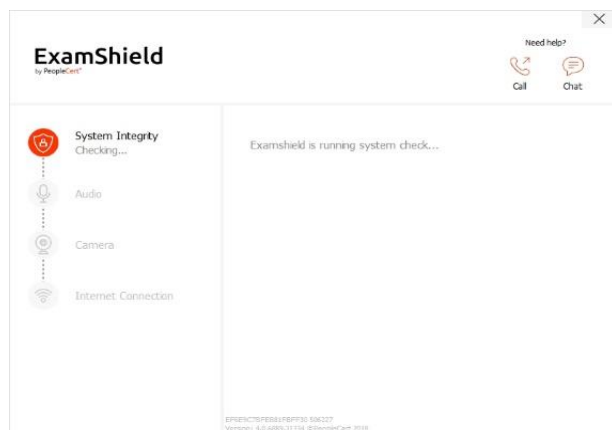 Need help?
ExamShield
by PeopleCert
Call
Chat
System Integrity
Checking...
Examshield is running system check...
Audio
Camera
Internet Connection